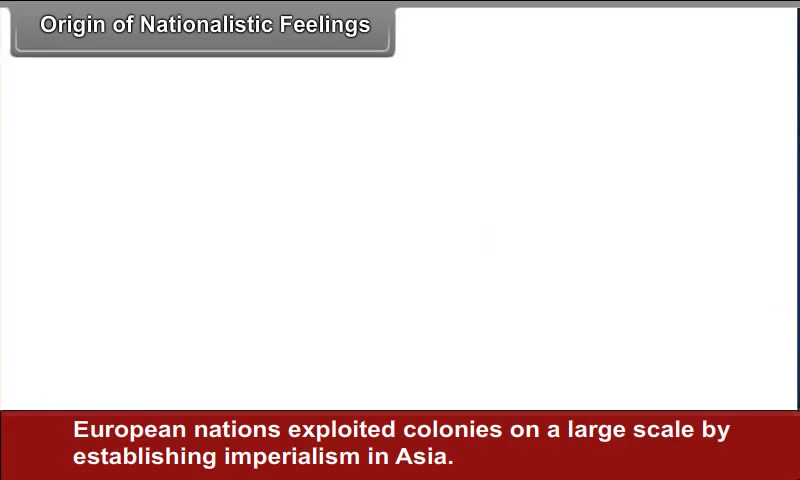 Origin of Nationalistic Feelings
European nations exploited colonies on a large scale by
establishing imperialism in Asia.